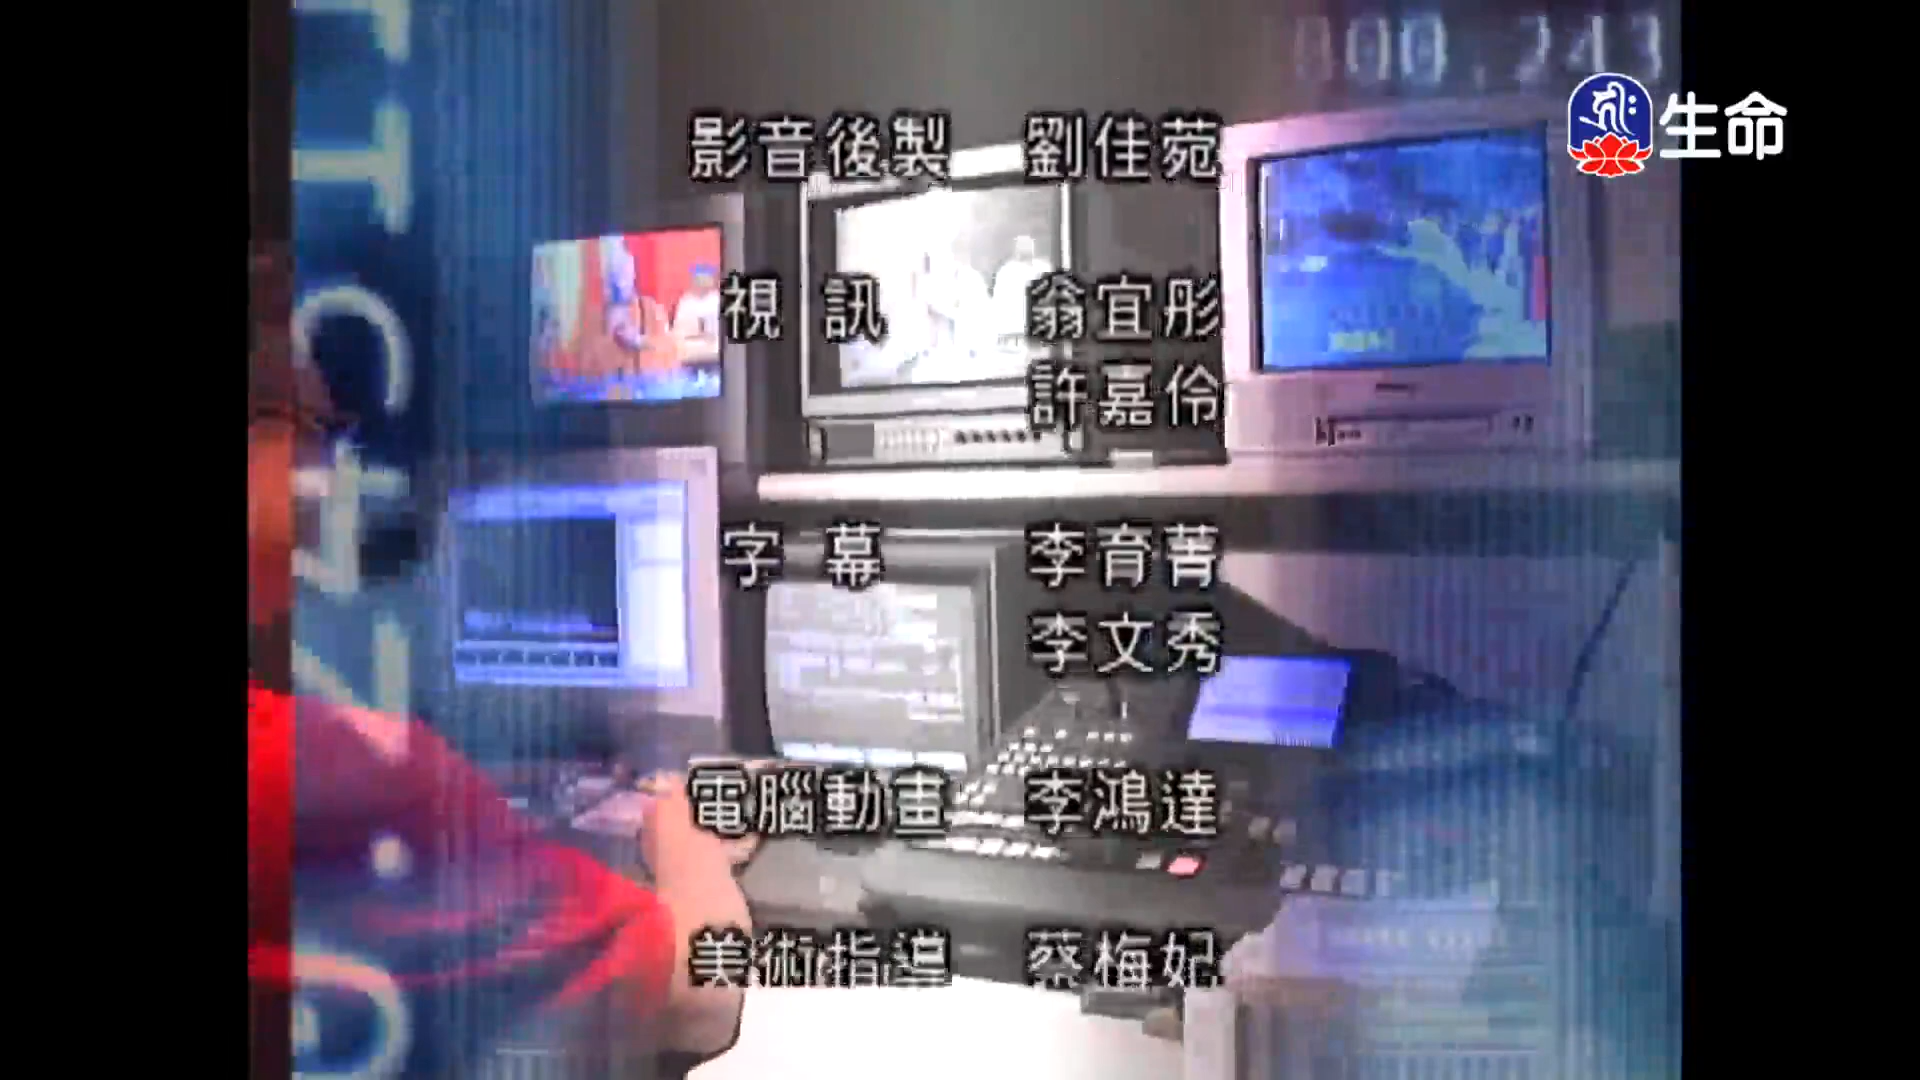 000.243
生命
影音後製 劉佳菀
視訊 翁宜彤
許嘉伶
字幕 李育菁
李文秀
電腦動畫 李鴻達
美術指導 蔡梅妃